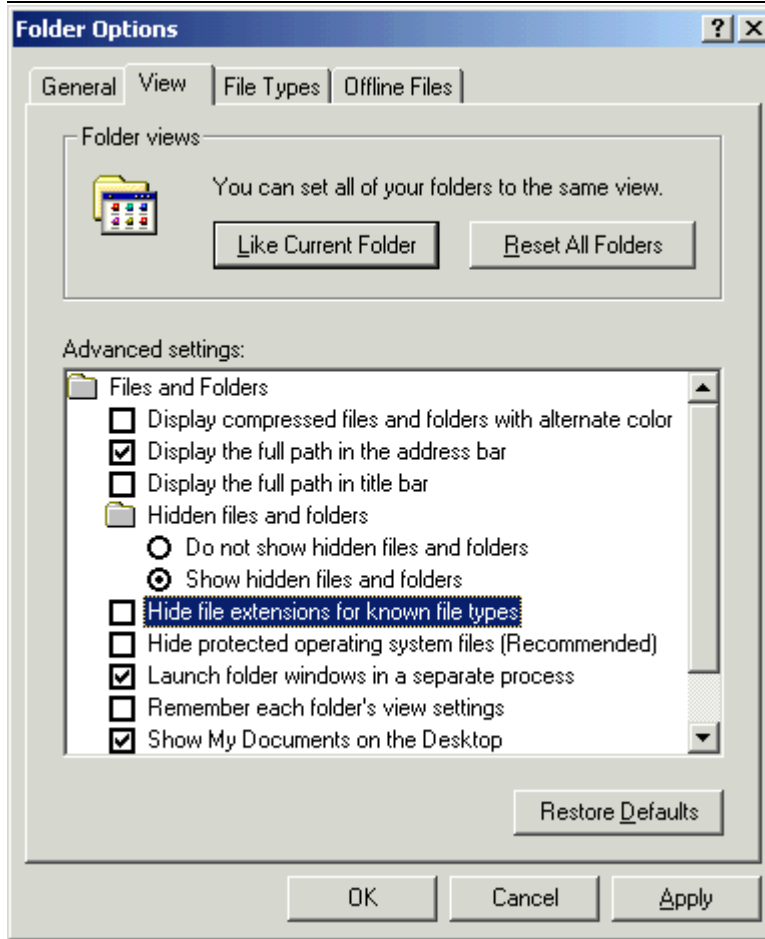 Folder Options
General View File Types Offline Files
Folder views
You can set all of your folders to the same view.
Like Current Folder Reset All Folders
Advanced settings:
Files and Folders
Display compressed files and folders with alternate color
Display the full path in the address bar
Display the full path in title bar
Hidden files and folders
Do not show hidden files and folders
Show hidden files and folders
Hide file extensions for known file types
Hide protected operating system files (Recommended)
Launch folder windows in a separate process
Remember each folder's view settings
Show My Documents on the Desktop
Restore Defaults
OK Cancel Apply